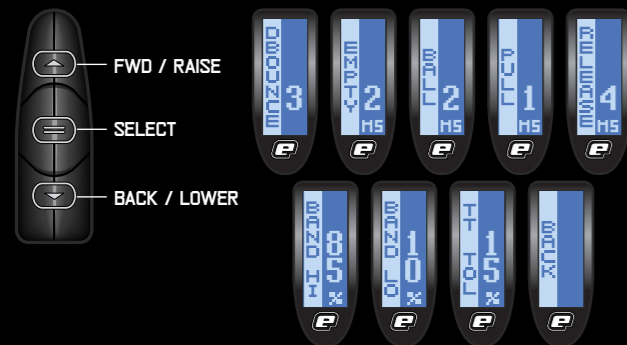 FWD / RAISE
SELECT
BACK / LOWER
DBOUNCE
3
EMPTY
2
MS
BALL
2
MS
PULL
1
MS
RELEASE
4
MS
BAND HI
85
%
BAND LO
10
%
TT TOL
15
%
BACK
e
e
e
e
e
e
e
e
e